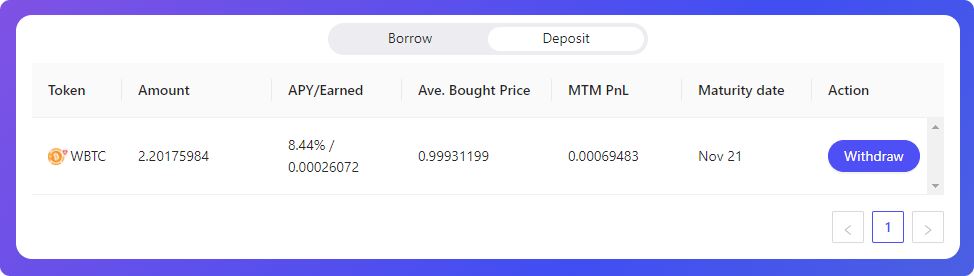 Borrow Deposit
Token Amount APY/Earned Ave. Bought Price MTM PnL Maturity date Action
WBTC 2.20175984 8.44% / 0.99931199 0.00069483 Nov 21 Withdraw
0.00026072
1